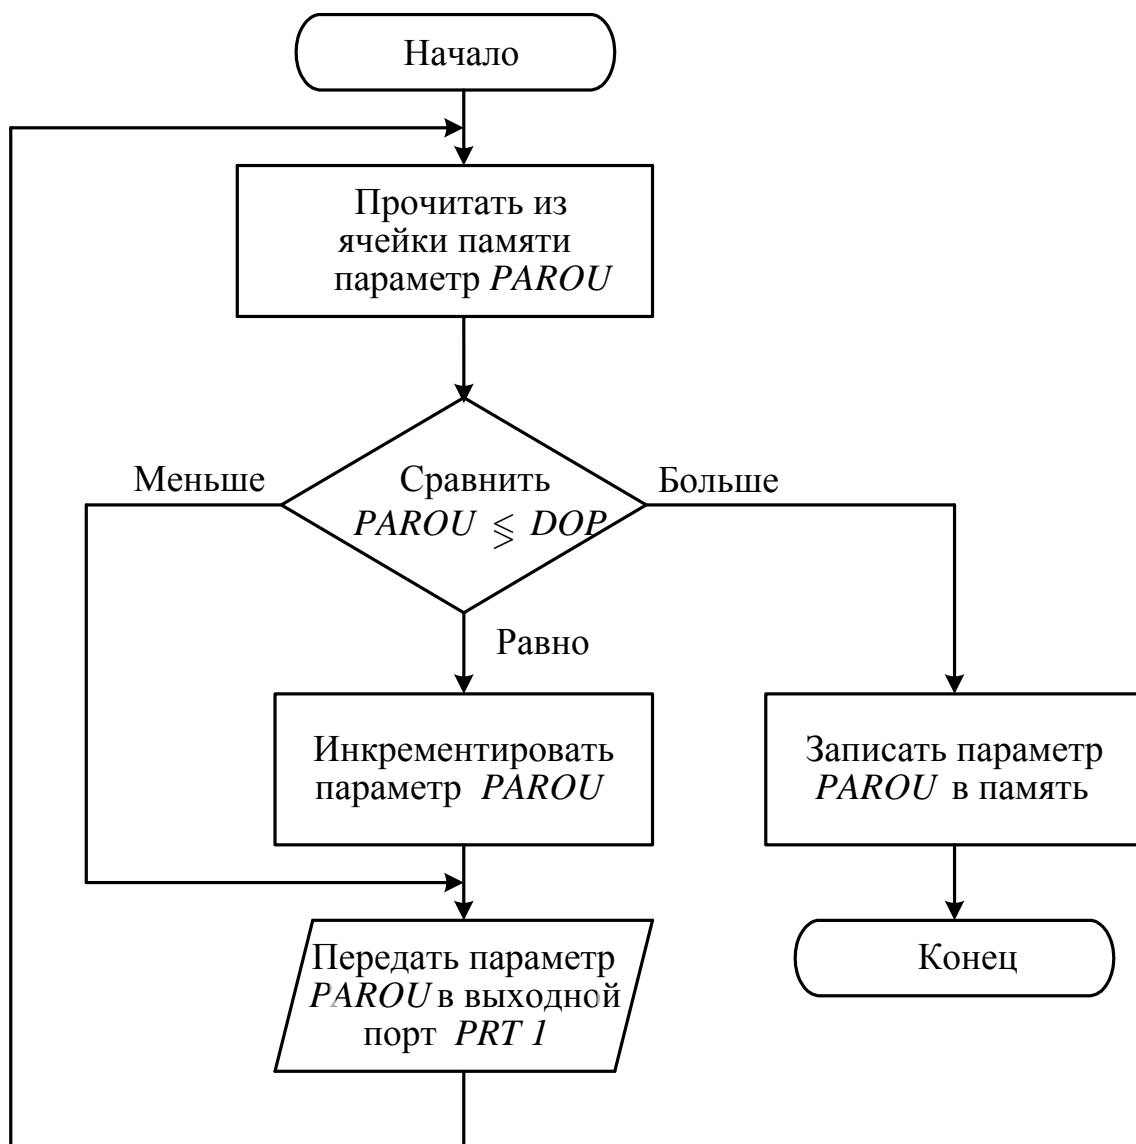 Начало
Прочитать из
ячейки памяти
параметр PAROU
Меньше
Сравнить
PAROU ≶ DOP
Больше
Равно
Инкрементировать
параметр PAROU
Записать параметр
PAROU в память
Передать параметр
PAROU в выходной
порт PRT 1
Конец